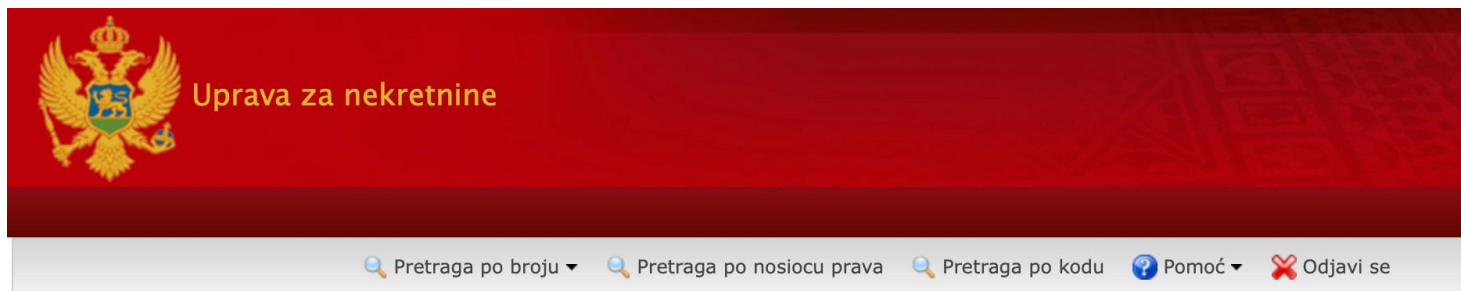 Uprava za nekretnine
Pretraga po broju Pretraga po nosiocu prava Pretraga po kodu Pomoć Odjavi se